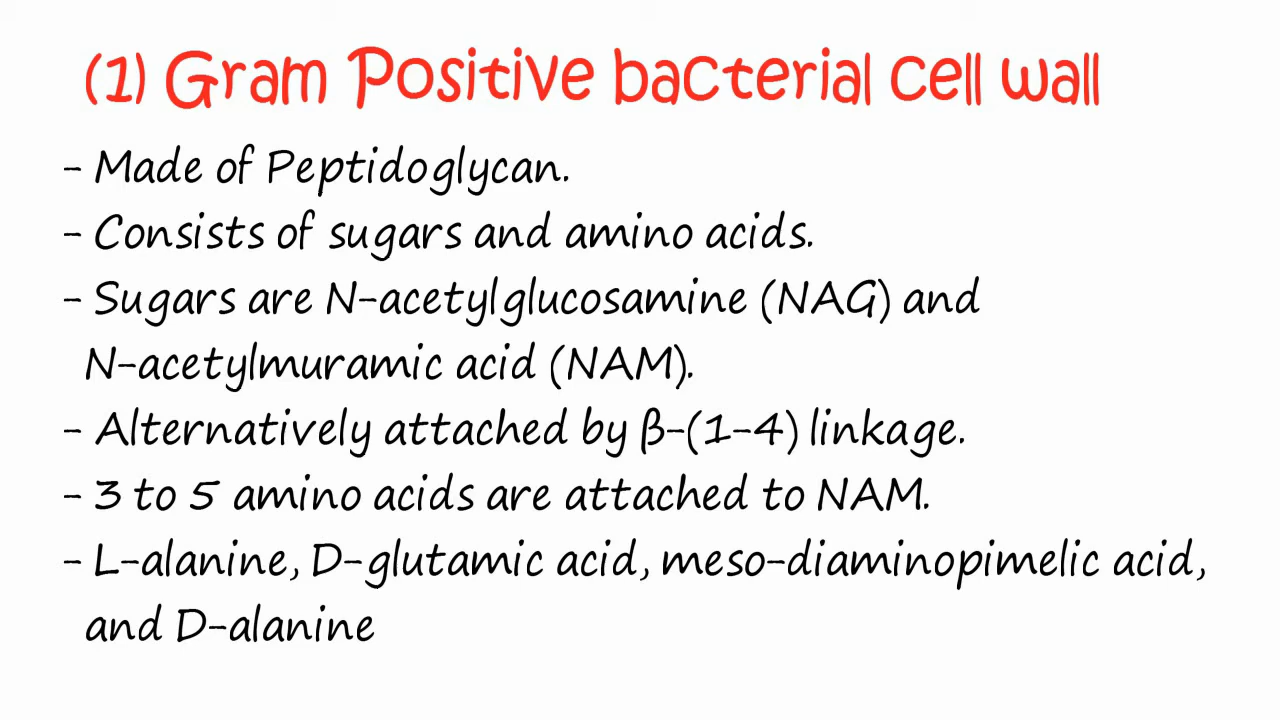 (1) Gram Positive bacterial cell wall
- Made of Peptidoglycan.
- Consists of sugars and amino acids.
- Sugars are N-acetylglucosamine (NAG) and
N-acetylmuramic acid (NAM).
- Alternatively attached by β-(1-4) linkage.
- 3 to 5 amino acids are attached to NAM.
- L-alanine, D-glutamic acid, meso-diaminopimelic acid,
and D-alanine